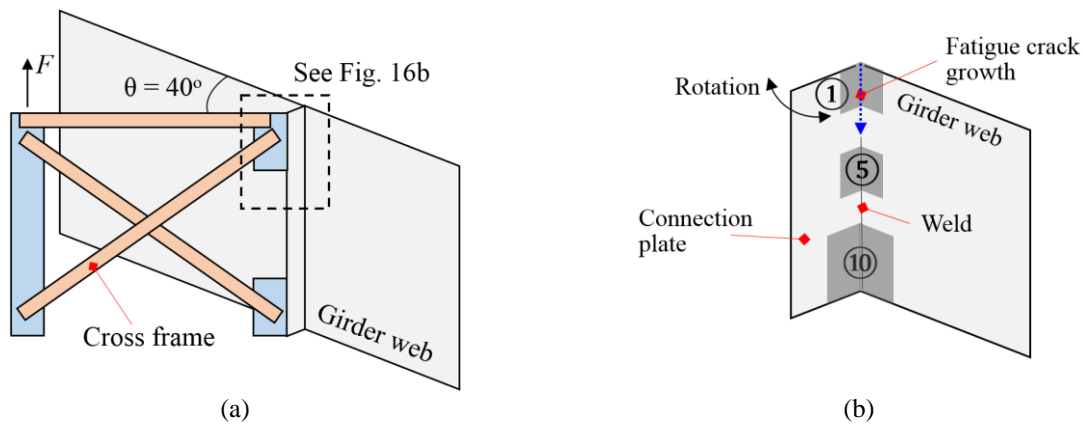 F
θ = 40°
See Fig. 16b
Cross frame
Girder web
(a)
Fatigue crack
growth
Rotation
①
Girder web
⑤
Connection
plate
Weld
⑩
(b)